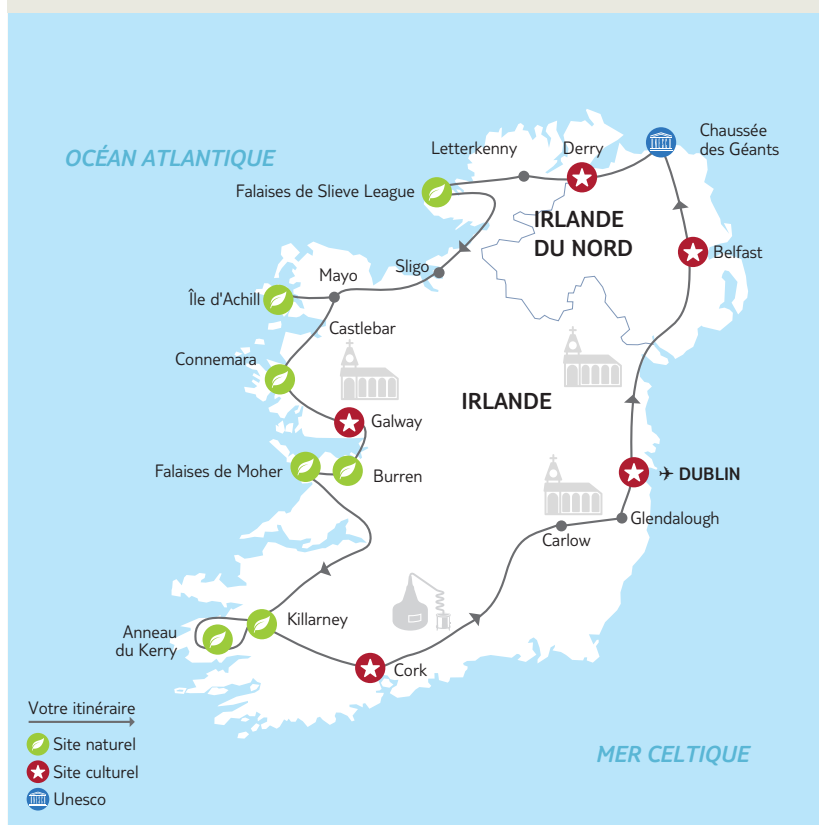 OCÉAN ATLANTIQUE
Letterkenny
Derry
Chaussée
des Géants
Falaises de Slieve League
IRLANDE
DU NORD
Belfast
Sligo
Mayo
Île d'Achill
Castlebar
Connemara
IRLANDE
Galway
Falaises de Moher
Burren
DUBLIN
Glendalough
Carlow
Killarney
Anneau
du Kerry
Cork
Votre itinéraire
Site naturel
Site culturel
Unesco
MER CELTIQUE